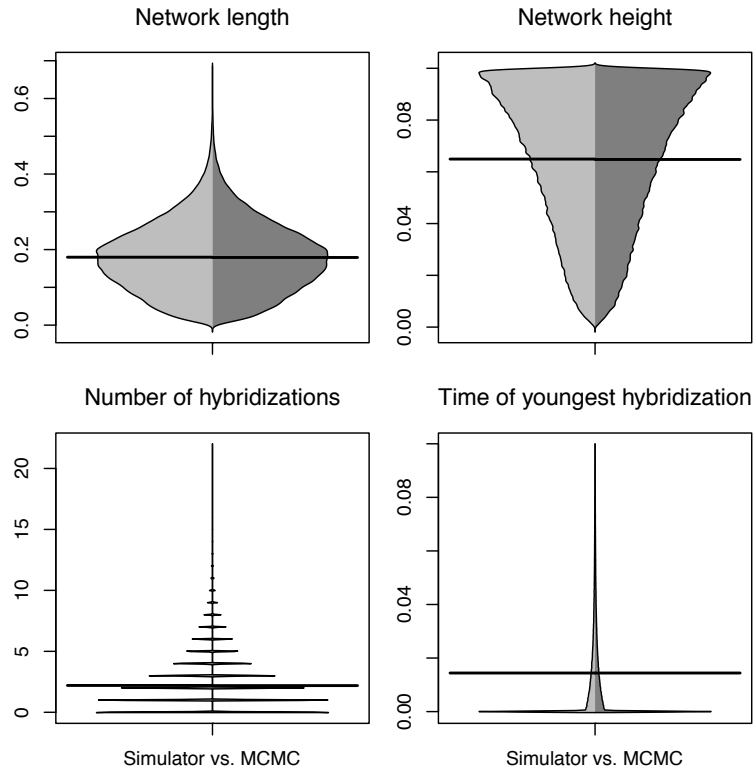 Network length
0.6
0.4
0.2
0.0
Network height
0.08
0.04
0.00
Number of hybridizations
20
15
10
5
0
Simulator vs. MCMC
Time of youngest hybridization
0.08
0.04
0.00
Simulator vs. MCMC